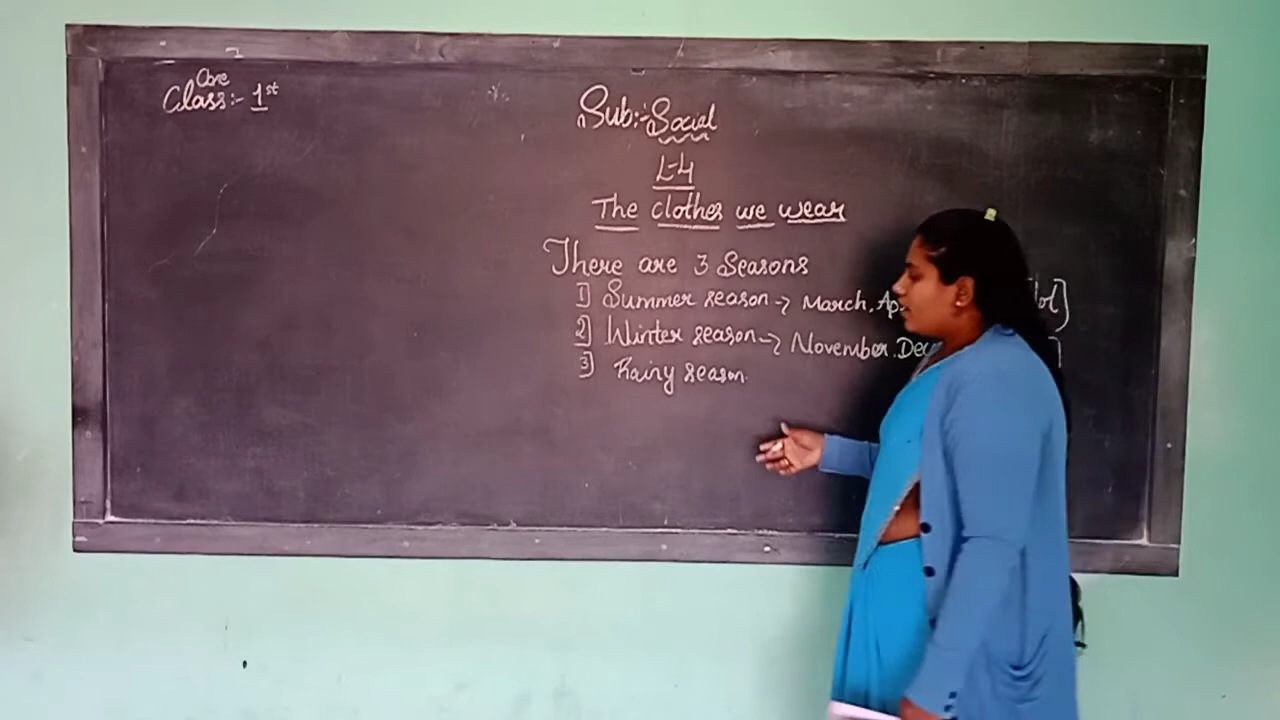 One
Class:- 1st
Sub:- Social
L-4
The clothes we wear
There are 3 Seasons
1] Summer season → March, Ap
2] Winter season → November. Dec
3] Rainy season.